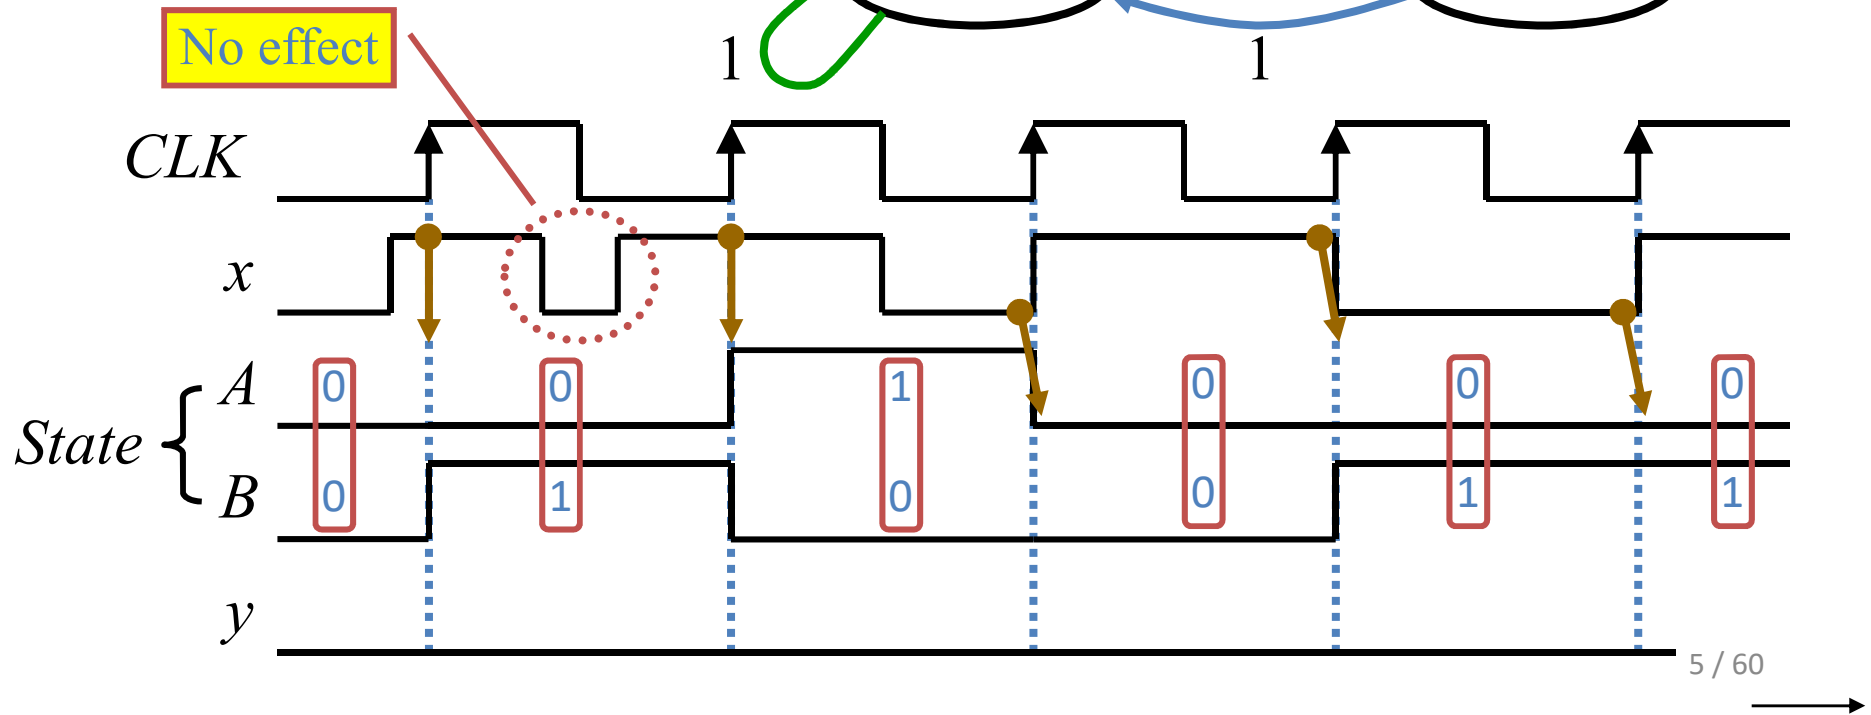 No effect
1 1
CLK
x
A 0 0 1 0 0 0
State {
B 0 1 0 0 1 1
y
5 / 60